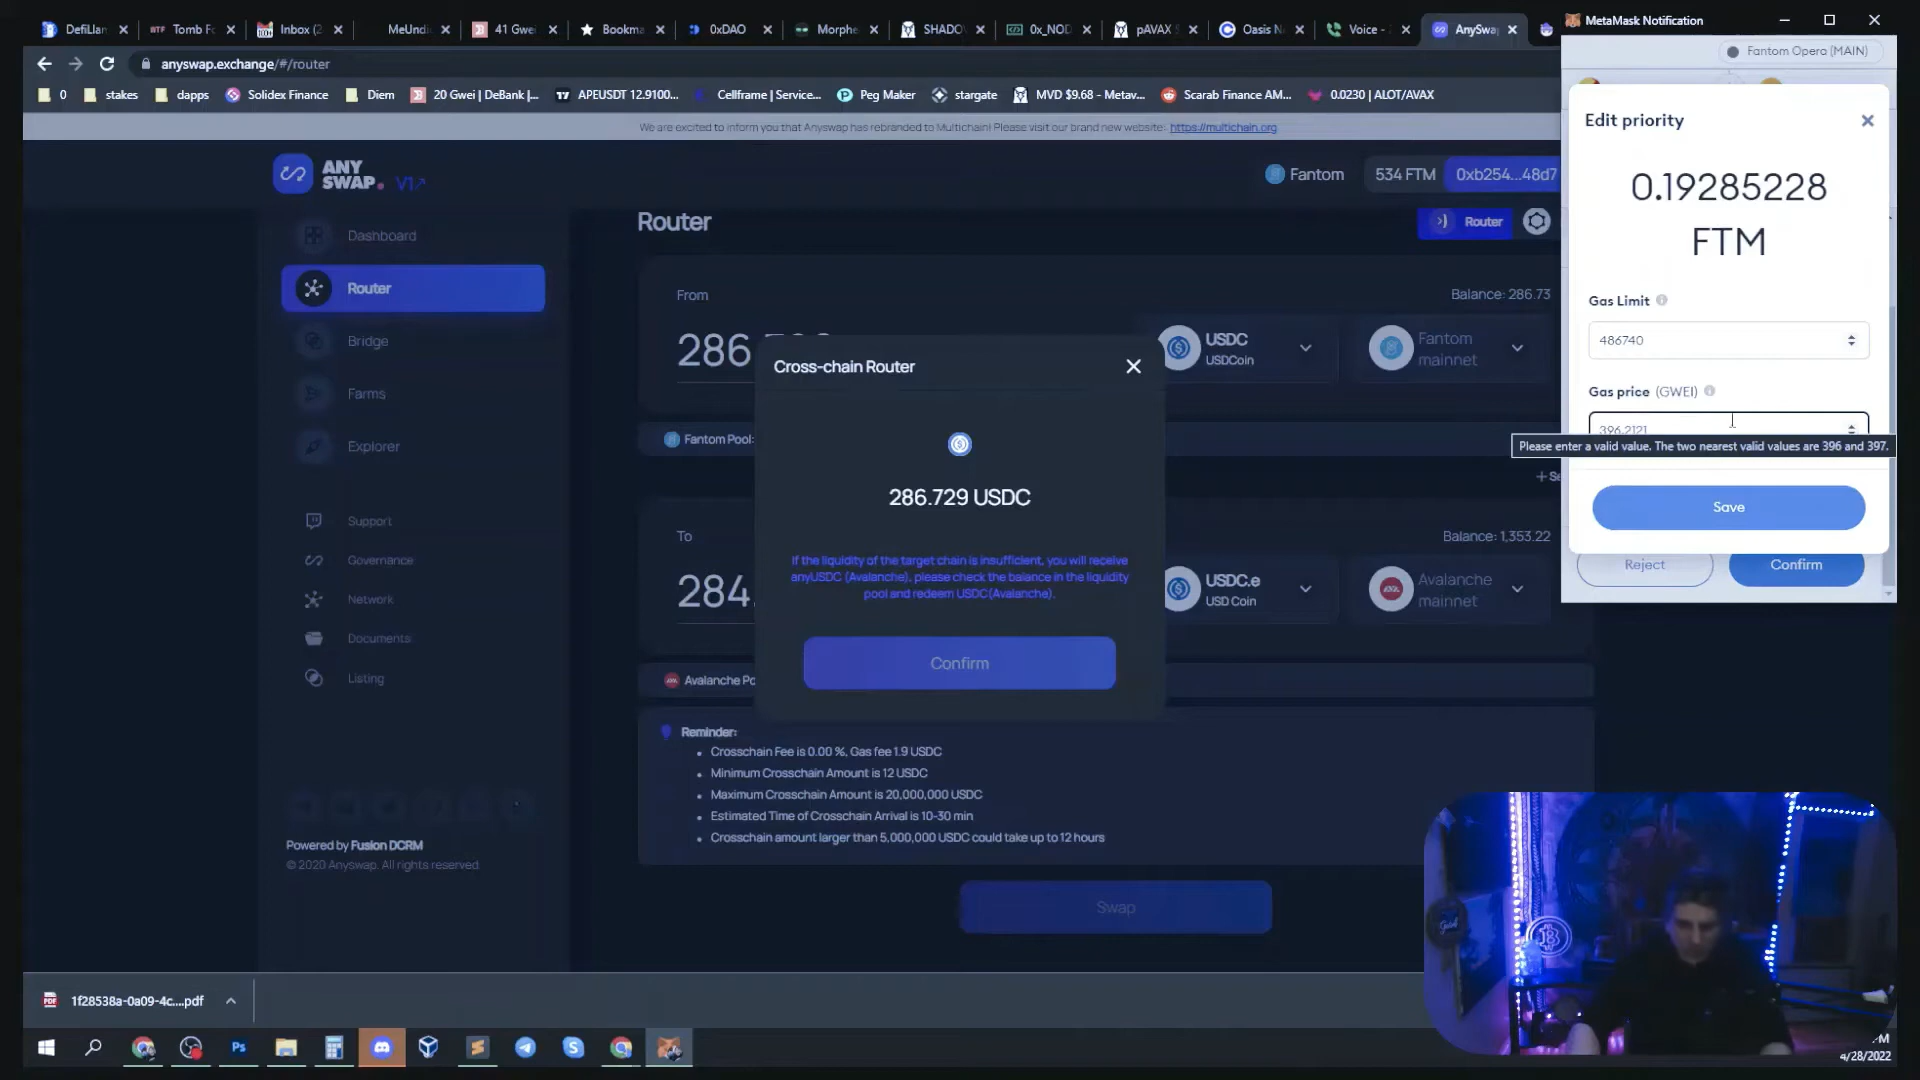 DefiLlan
Tomb Fo
Inbox (2
MeUndi
41 Gwei
Bookma
0xDAO
Morphe
SHADO
0x_NOD
pAVAX
Oasis N
Voice -
AnySwa
MetaMask Notification
anyswap.exchange/#/router
Fantom Opera (MAIN)
0
stakes
dapps
Solidex Finance
Diem
20 Gwei | DeBank |...
APEUSDT 12.9100...
Cellframe | Service...
Peg Maker
stargate
MVD $9.68 - Metav...
Scarab Finance AM...
0.0230 | ALOT/AVAX
We are excited to inform you that Anyswap has rebranded to Multichain! Please visit our brand new website: https://multichain.org
ANY
SWAP.
V1↗
Fantom
534 FTM
0xb254...48d7
Dashboard
Router
Bridge
Farms
Explorer
Support
Governance
Network
Documents
Listing
Powered by Fusion DCRM
© 2020 Anyswap. All rights reserved.
Router
Router
From
Balance: 286.73
286
USDC
USDCoin
Fantom
mainnet
Fantom Pool:
To
Balance: 1,353.22
284.
USDC.e
USD Coin
Avalanche
mainnet
Avalanche Po
Cross-chain Router
286.729 USDC
If the liquidity of the target chain is insufficient, you will receive
anyUSDC (Avalanche), please check the balance in the liquidity
pool and redeem USDC(Avalanche).
Confirm
Reminder:
Crosschain Fee is 0.00 %, Gas fee 1.9 USDC
Minimum Crosschain Amount is 12 USDC
Maximum Crosschain Amount is 20,000,000 USDC
Estimated Time of Crosschain Arrival is 10-30 min
Crosschain amount larger than 5,000,000 USDC could take up to 12 hours
Swap
Edit priority
0.19285228
FTM
Gas Limit
486740
Gas price (GWEI)
396.2121
Please enter a valid value. The two nearest valid values are 396 and 397.
Save
Reject
Confirm
1f28538a-0a09-4c....pdf
4/28/2022